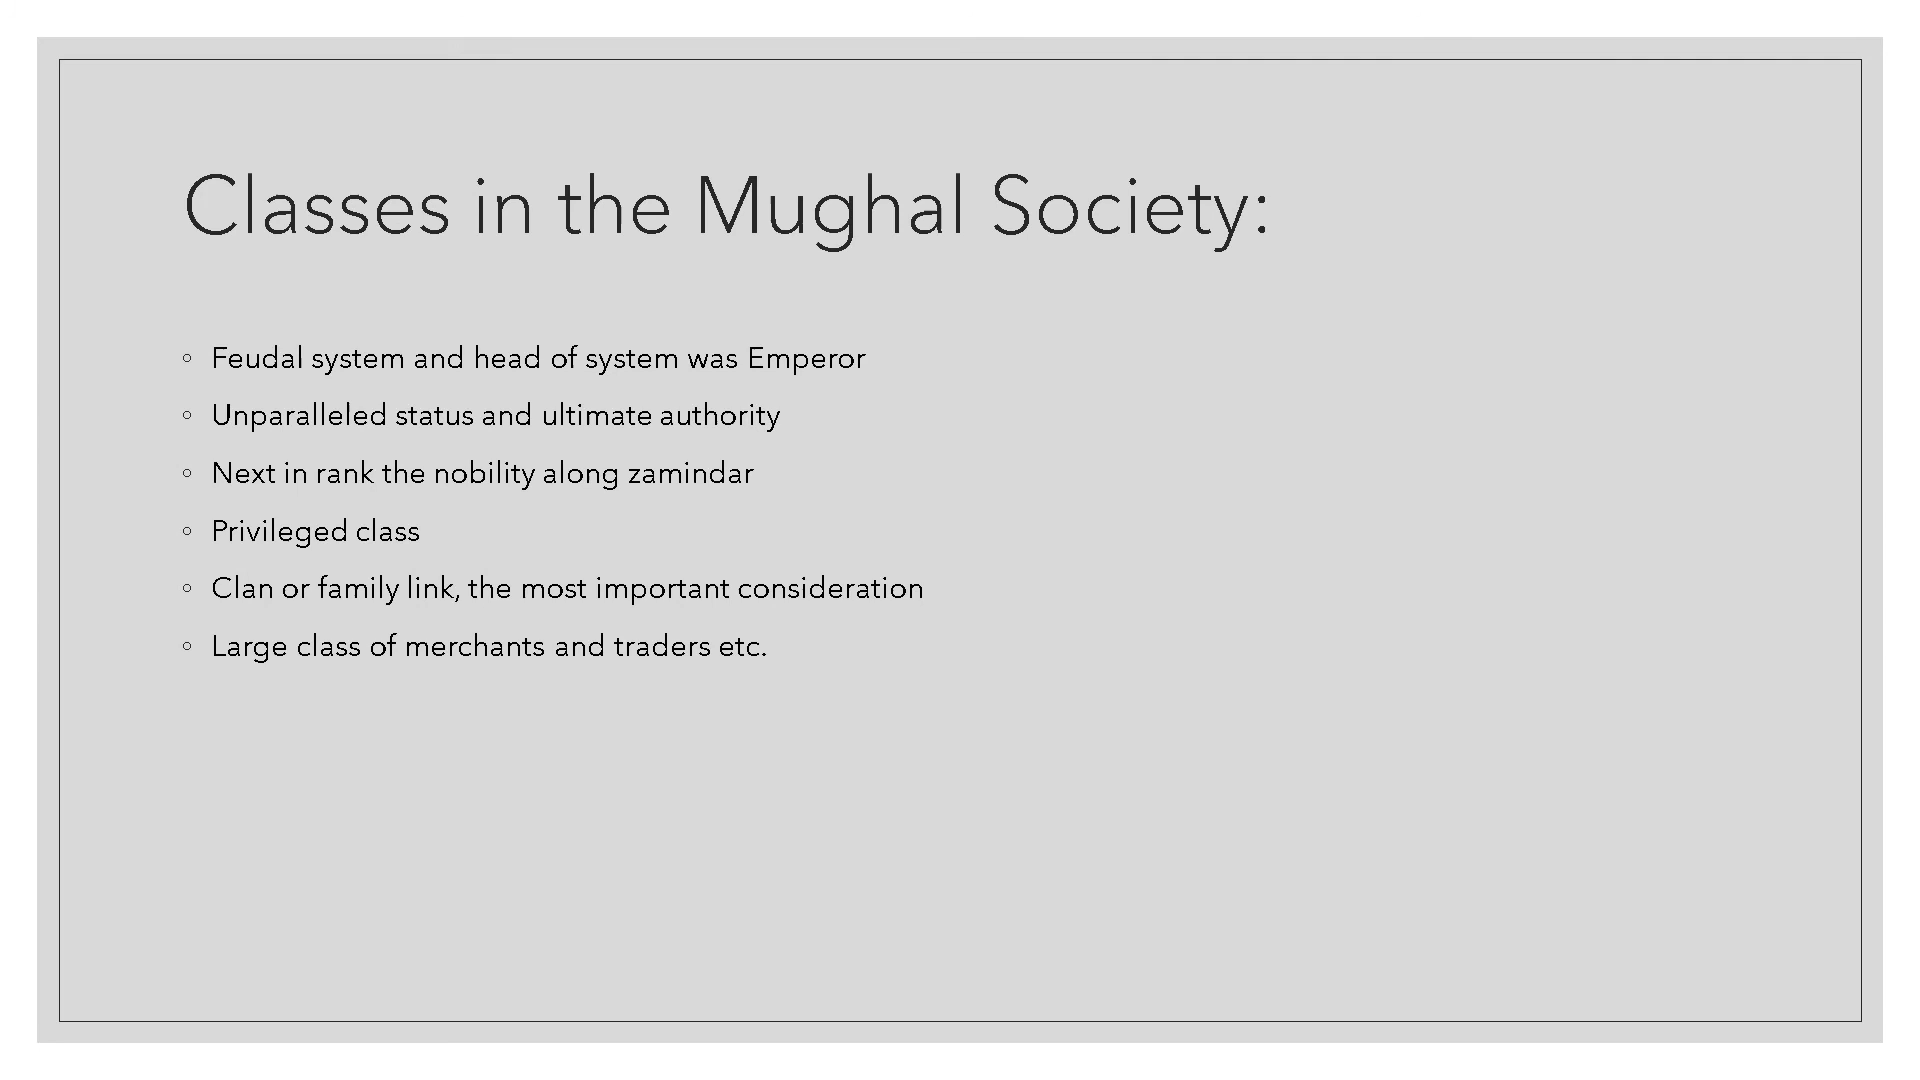 Classes in the Mughal Society:
◦ Feudal system and head of system was Emperor
◦ Unparalleled status and ultimate authority
◦ Next in rank the nobility along zamindar
◦ Privileged class
◦ Clan or family link, the most important consideration
◦ Large class of merchants and traders etc.